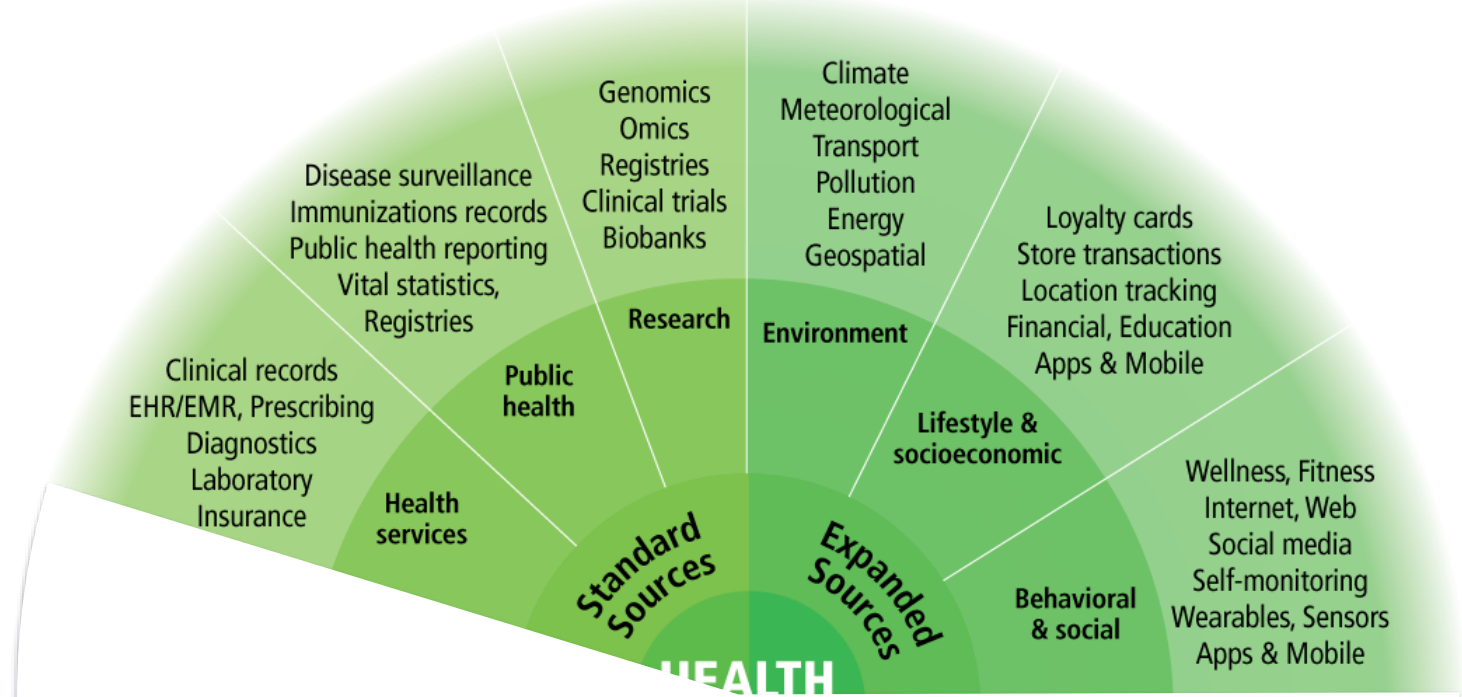 Clinical records
EHR/EMR, Prescribing
Diagnostics
Laboratory
Insurance
Disease surveillance
Immunizations records
Public health reporting
Vital statistics,
Registries
Genomics
Omics
Registries
Clinical trials
Biobanks
Climate
Meteorological
Transport
Pollution
Energy
Geospatial
Loyalty cards
Store transactions
Location tracking
Financial, Education
Apps & Mobile
Wellness, Fitness
Internet, Web
Social media
Self-monitoring
Wearables, Sensors
Apps & Mobile
Health
services
Public
health
Research
Environment
Lifestyle &
socioeconomic
Behavioral
& social
Standard
Sources
Expanded
Sources
HEALTH